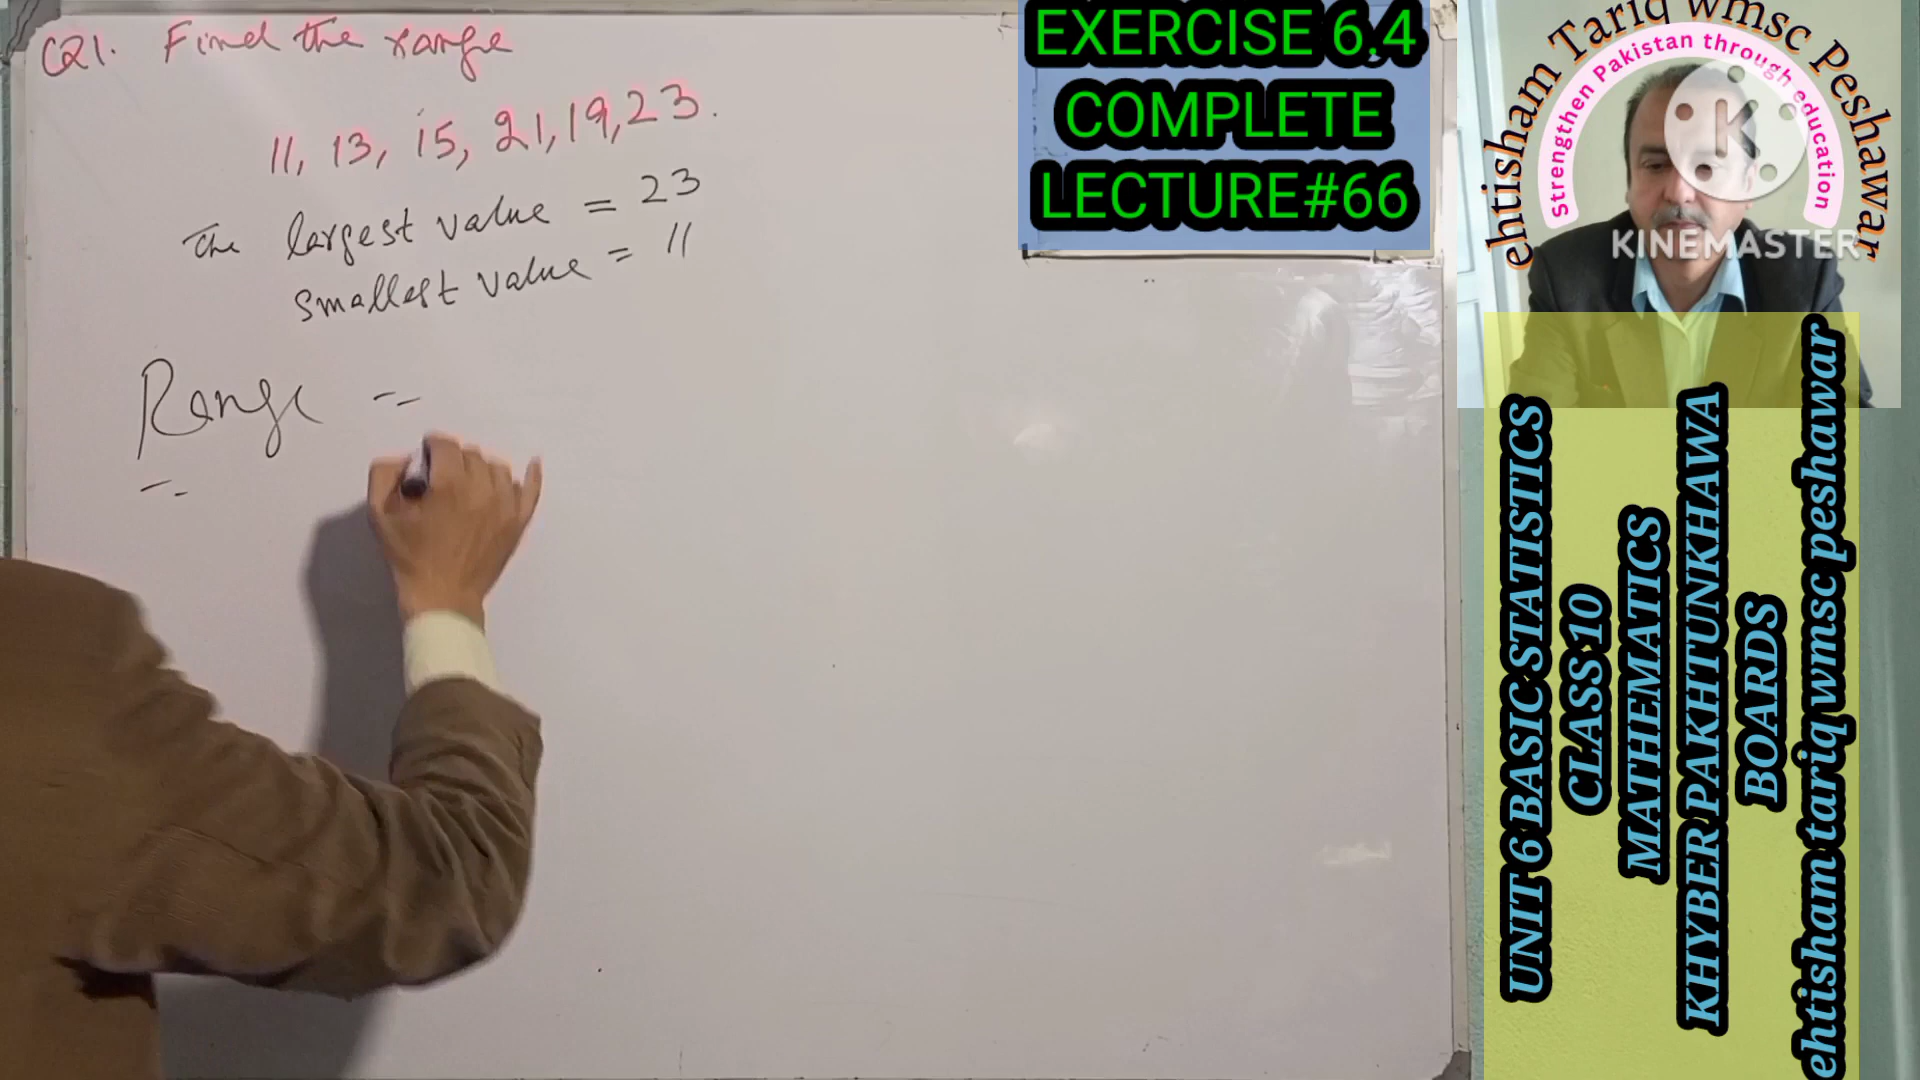 Q1. Find the range
11, 13, 15, 21, 19, 23.
The largest value = 23
smallest value = 11
Range =
=
EXERCISE 6.4
COMPLETE
LECTURE#66
ehtisham Tariq wmsc Peshawar
Strengthen Pakistan through education
K
KINEMASTER
UNIT 6 BASIC STATISTICS
CLASS 10
MATHEMATICS
KHYBER PAKHTUNKHAWA
BOARDS
ehtisham tariq wmsc peshawar